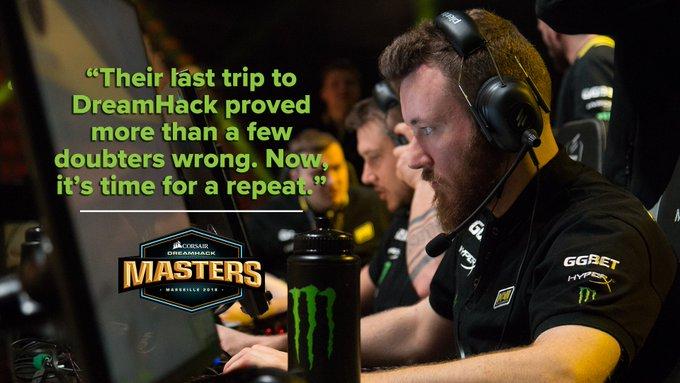 “Their last trip to
DreamHack proved
more than a few
doubters wrong. Now,
it’s time for a repeat.”
CORSAIR
DREAMHACK
MASTERS
MARSEILLE 2018
GGBET
HYPERX
NAVI